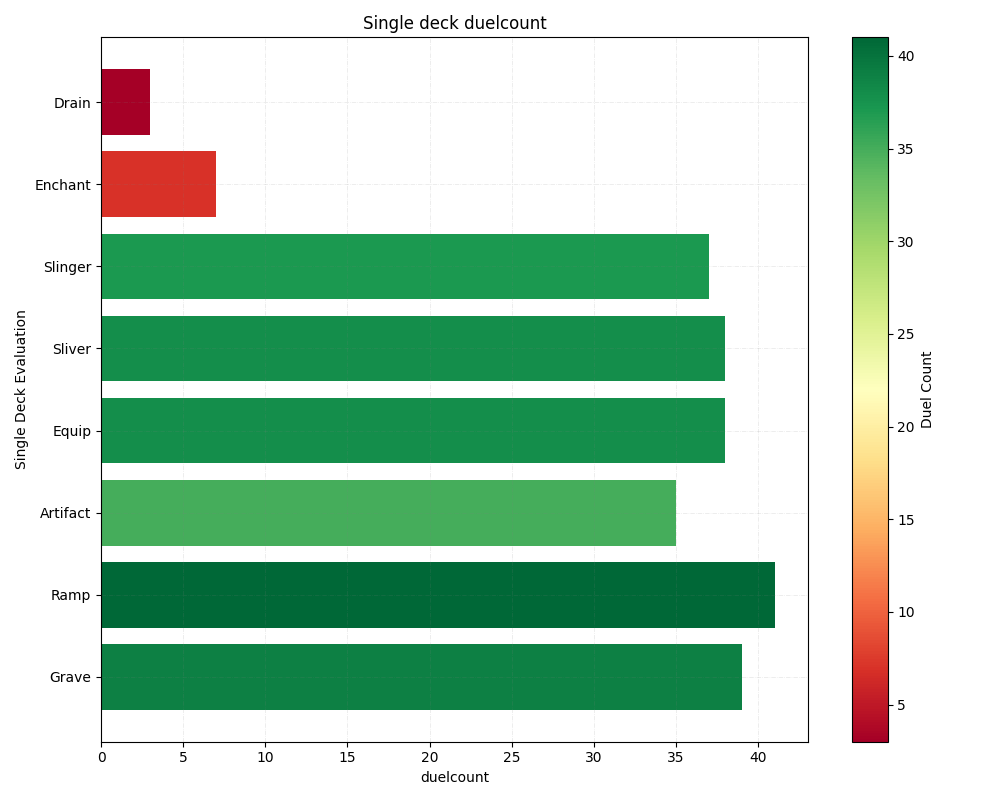 Single deck duelcount
Drain
Enchant
Slinger
Sliver
Equip
Artifact
Ramp
Grave
Single Deck Evaluation
0 5 10 15 20 25 30 35 40
duelcount
40
35
30
25
20
15
10
5
Duel Count